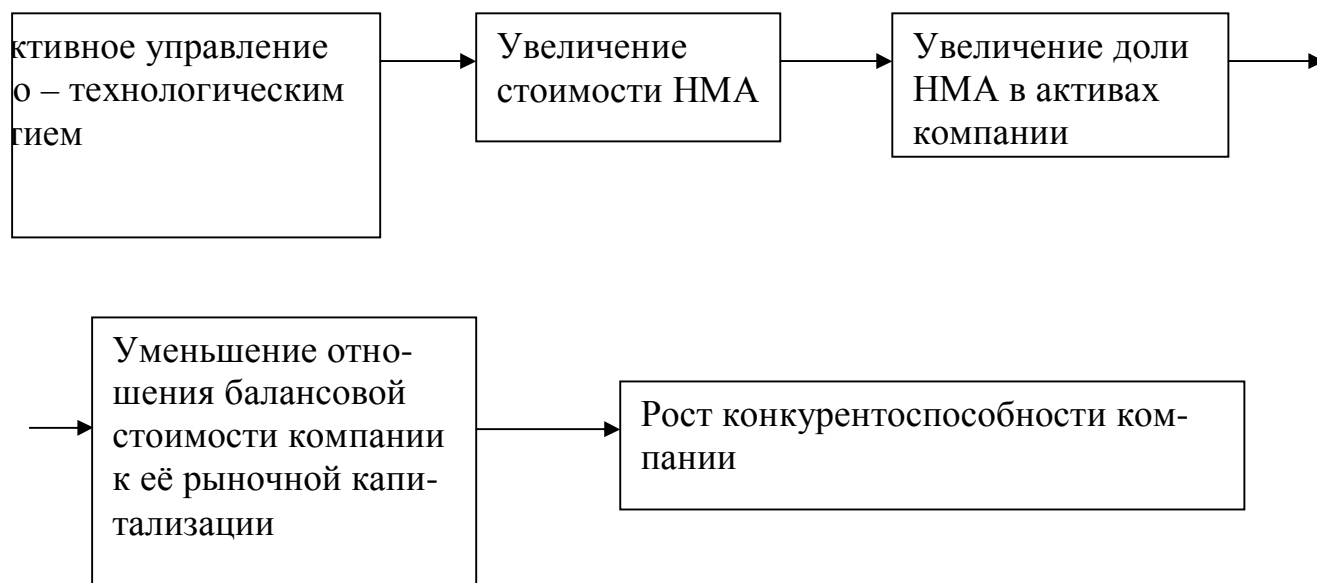 ктивное управление
о – технологическим
тием
Увеличение
стоимости НМА
Увеличение доли
НМА в активах
компании
Уменьшение отно-
шения балансовой
стоимости компании
к её рыночной капи-
тализации
Рост конкурентоспособности ком-
пании